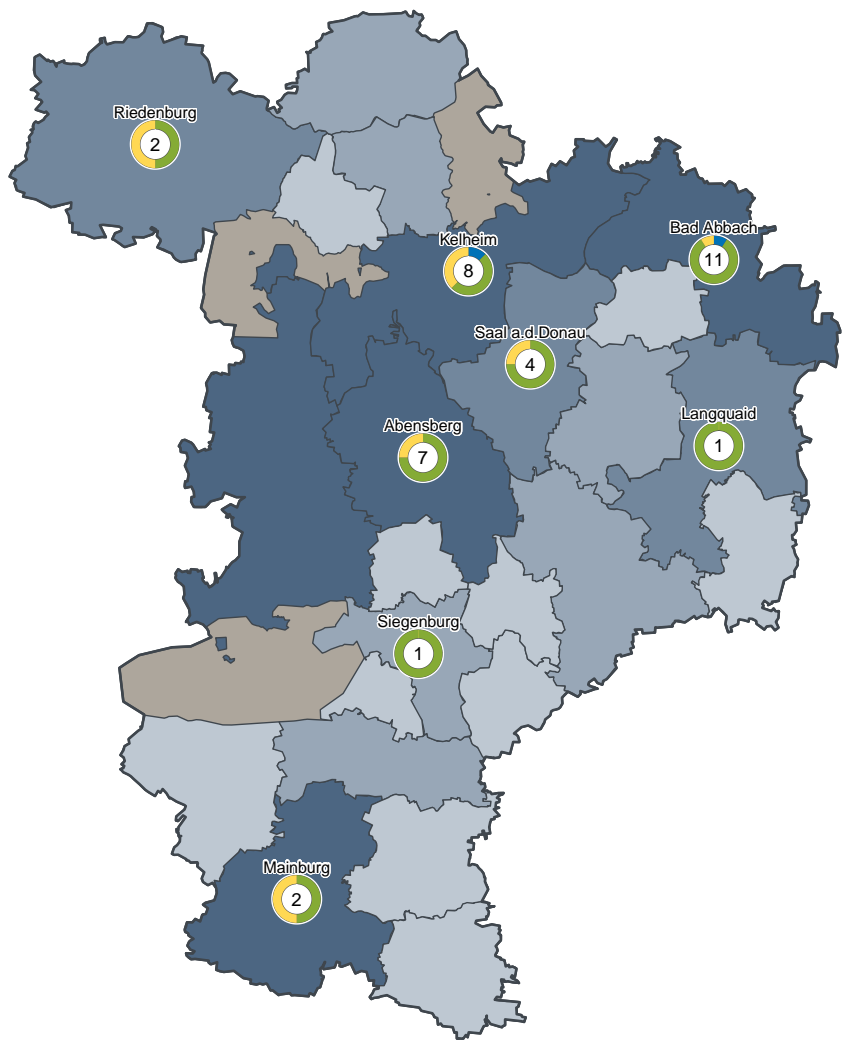 Riedenburg
2
Bad Abbach
11
Kelheim
8
Saal a.d.Donau
4
Langquaid
1
Abensberg
7
Siegenburg
1
Mainburg
2